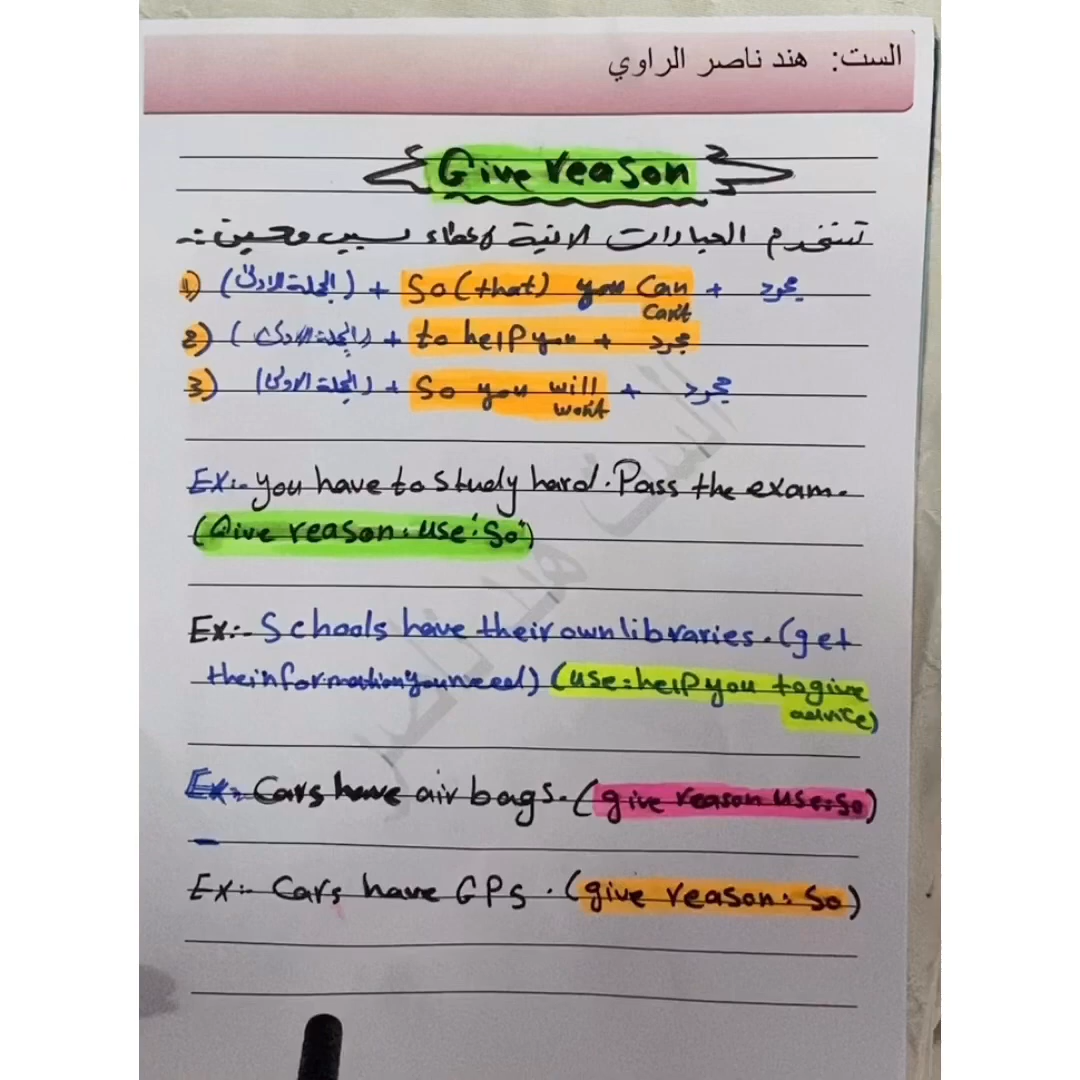 الست: هند ناصر الراوي
Give reason
تستخدم العبارات الاتية لاعطاء سبب معين :-
1) (الجملة الاولى) + So (that) you Can + مجرد
Can't
2) (الجملة الاولى) + to help you + مجرد
3) (الجملة الاولى) + So you will + مجرد
won't
EX:- you have to study hard. Pass the exam.
(Give reason: use "So")
Ex:- Schools have their own libraries. (get
the information you need) (use: help you to give
advice)
Ex:- Cars have air bags. (give reason use: so)
Ex:- Cars have GPs. (give reason: So)
الست هند ناصر